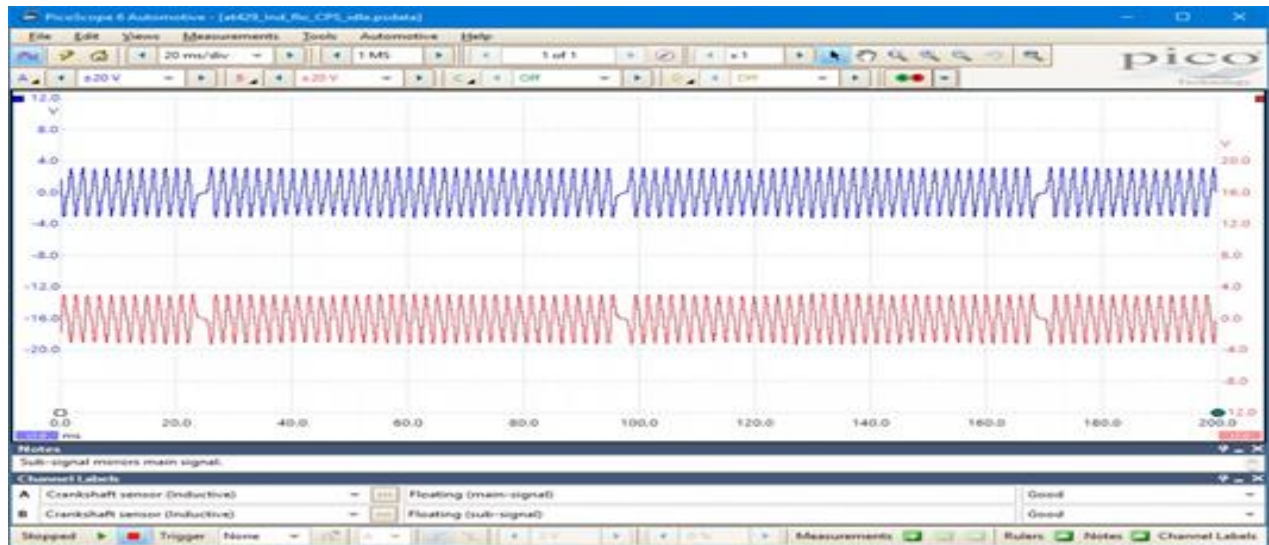 PicoScope 6 Automotive - [at429_Ind_flo_CPS_idle.psdata]
File Edit Views Measurements Tools Automotive Help
20 ms/div 1 MS 1 of 1 x1
pico
Technology
A ±20 V B ±20 V C Off D Off
12.0
V
8.0
4.0
0.0
-4.0
-8.0
-12.0
-16.0
-20.0
V
20.0
16.0
12.0
8.0
4.0
0.0
-4.0
-8.0
-12.0
0.0 20.0 40.0 60.0 80.0 100.0 120.0 140.0 160.0 180.0 200.0
ms
Notes
Sub-signal mirrors main signal.
Channel Labels
A Crankshaft sensor (Inductive) Floating (main-signal) Good
B Crankshaft sensor (Inductive) Floating (sub-signal) Good
Stopped Trigger None A 0 V Measurements Rulers Notes Channel Labels